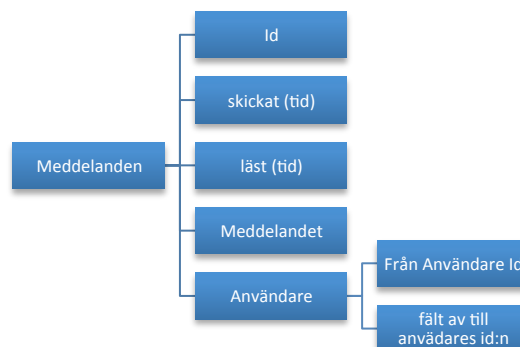 Id
skickat (tid)
Meddelanden
läst (tid)
Meddelandet
Användare
Från Användare Id
fält av till
anvädares id:n